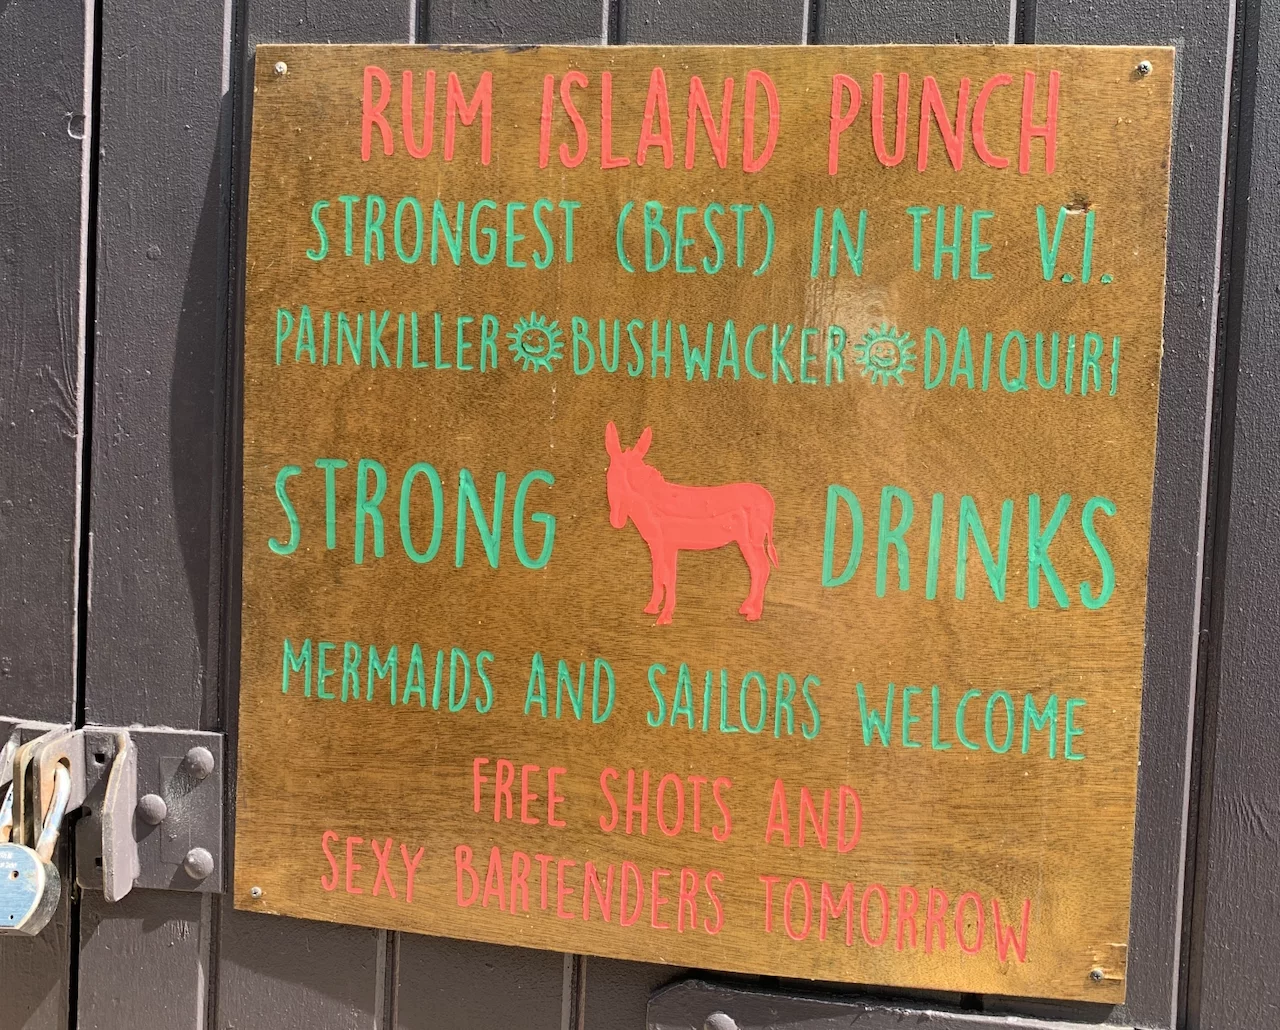 RUM ISLAND PUNCH
STRONGEST (BEST) IN THE V.I.
PAINKILLER BUSHWACKER DAIQUIRI
STRONG DRINKS
MERMAIDS AND SAILORS WELCOME
FREE SHOTS AND
SEXY BARTENDERS TOMORROW